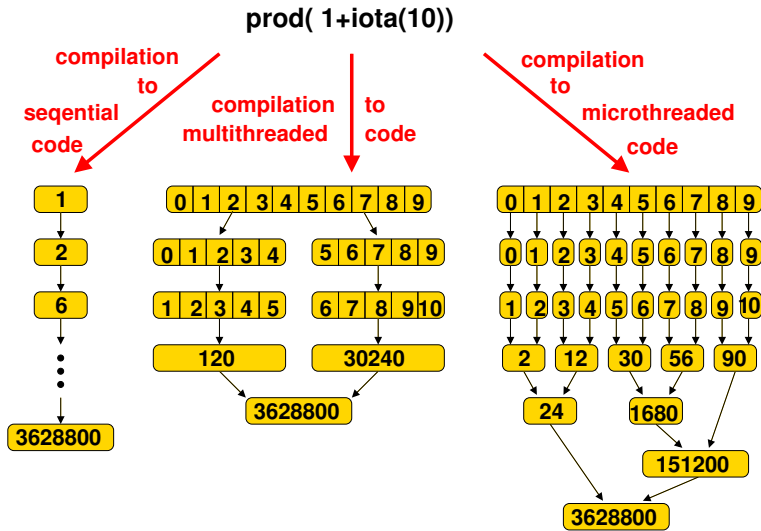 prod( 1+iota(10))
compilation
to
seqential
code
compilation to
multithreaded code
compilation
to
microthreaded
code
1
2
6
3628800
0 1 2 3 4 5 6 7 8 9
0 1 2 3 4
5 6 7 8 9
1 2 3 4 5
6 7 8 9 10
120
30240
3628800
0 1 2 3 4 5 6 7 8 9
0 1 2 3 4 5 6 7 8 9
1 2 3 4 5 6 7 8 9 10
2 12 30 56 90
24 1680
151200
3628800